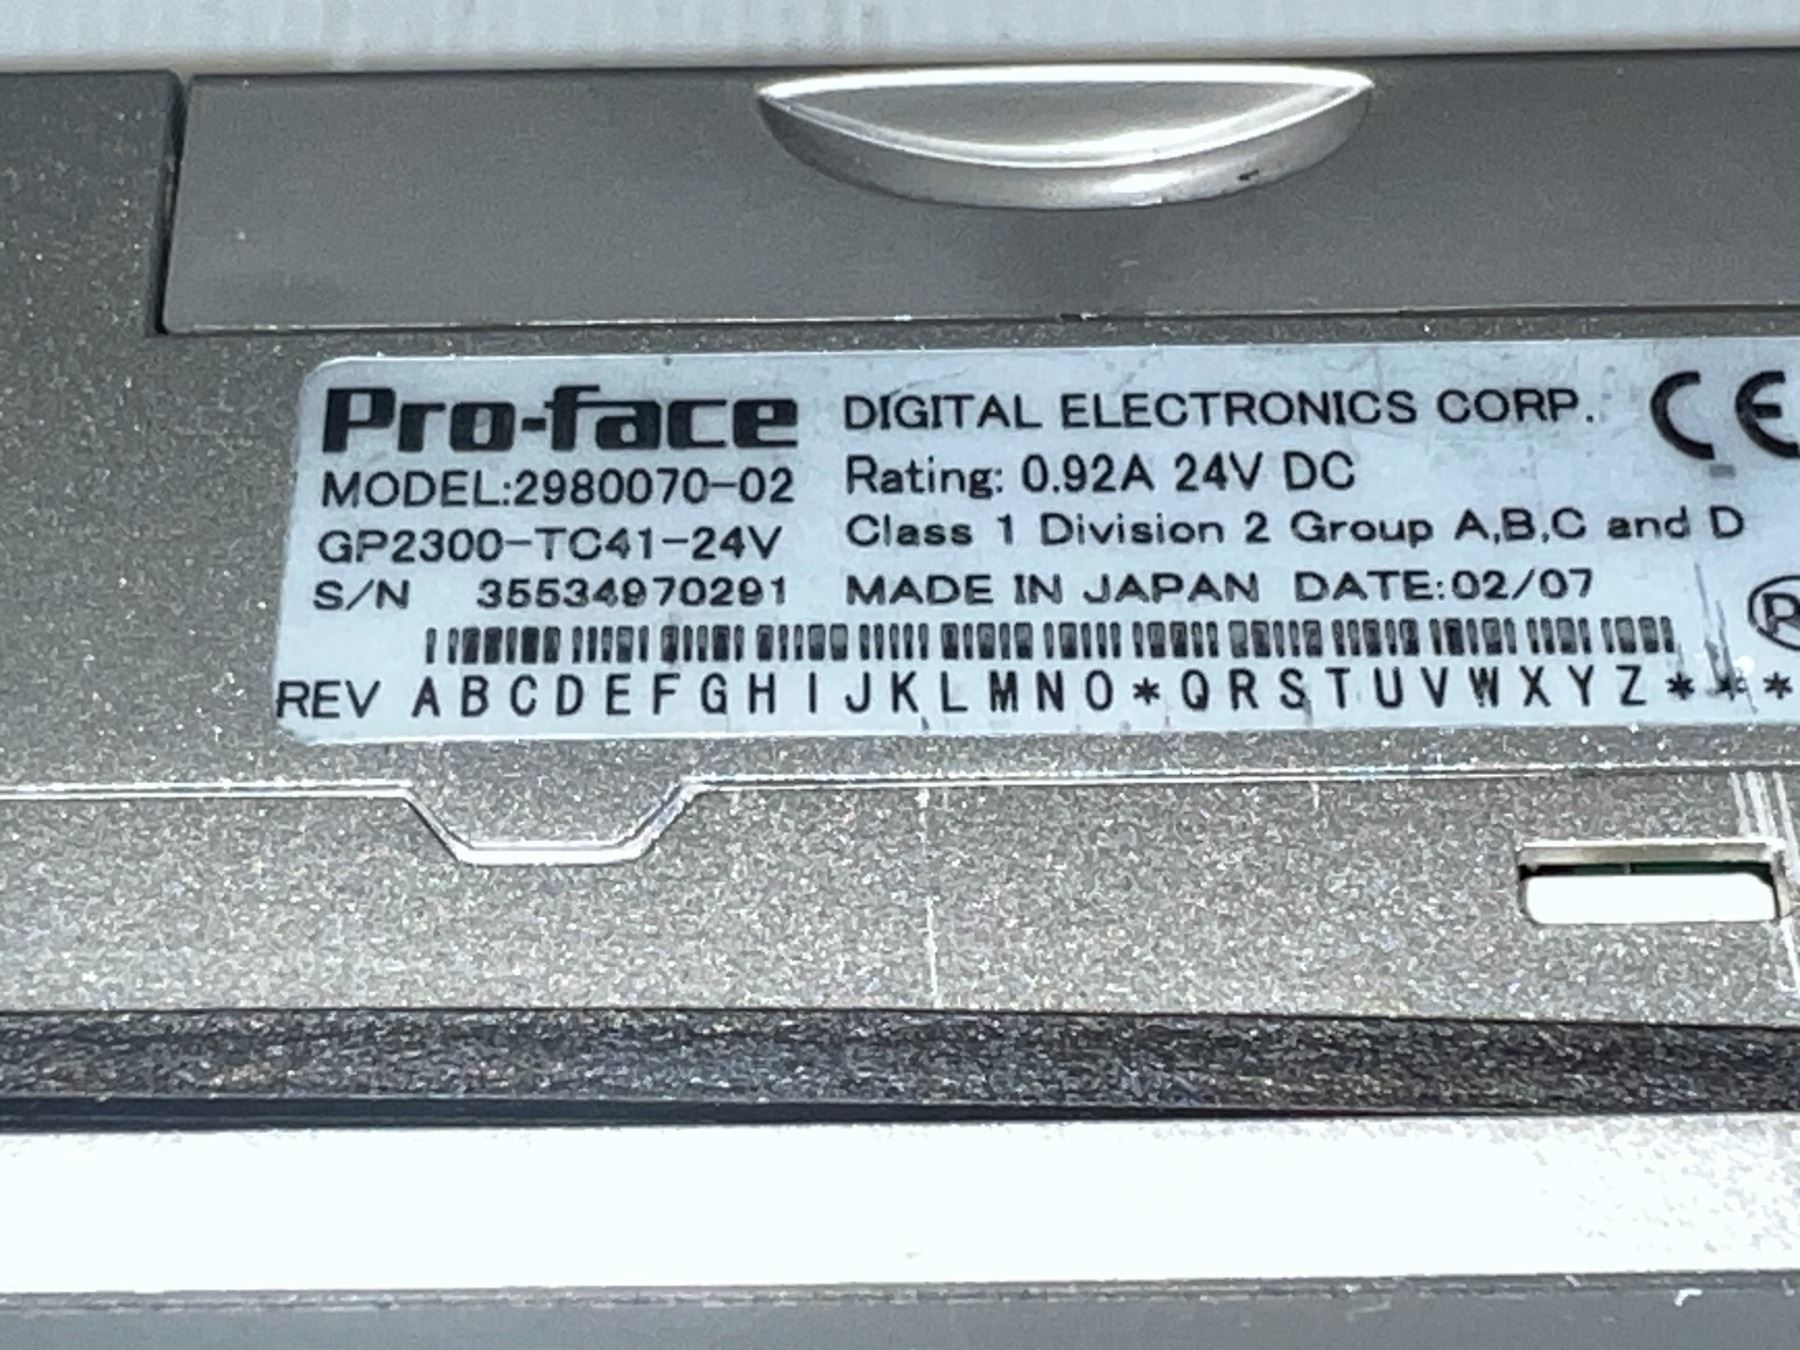 Pro-face DIGITAL ELECTRONICS CORP. CE
MODEL:2980070-02 Rating: 0.92A 24V DC
GP2300-TC41-24V Class 1 Division 2 Group A,B,C and D
S/N 35534970291 MADE IN JAPAN DATE:02/07
REV A B C D E F G H I J K L M N O * Q R S T U V W X Y Z * * *